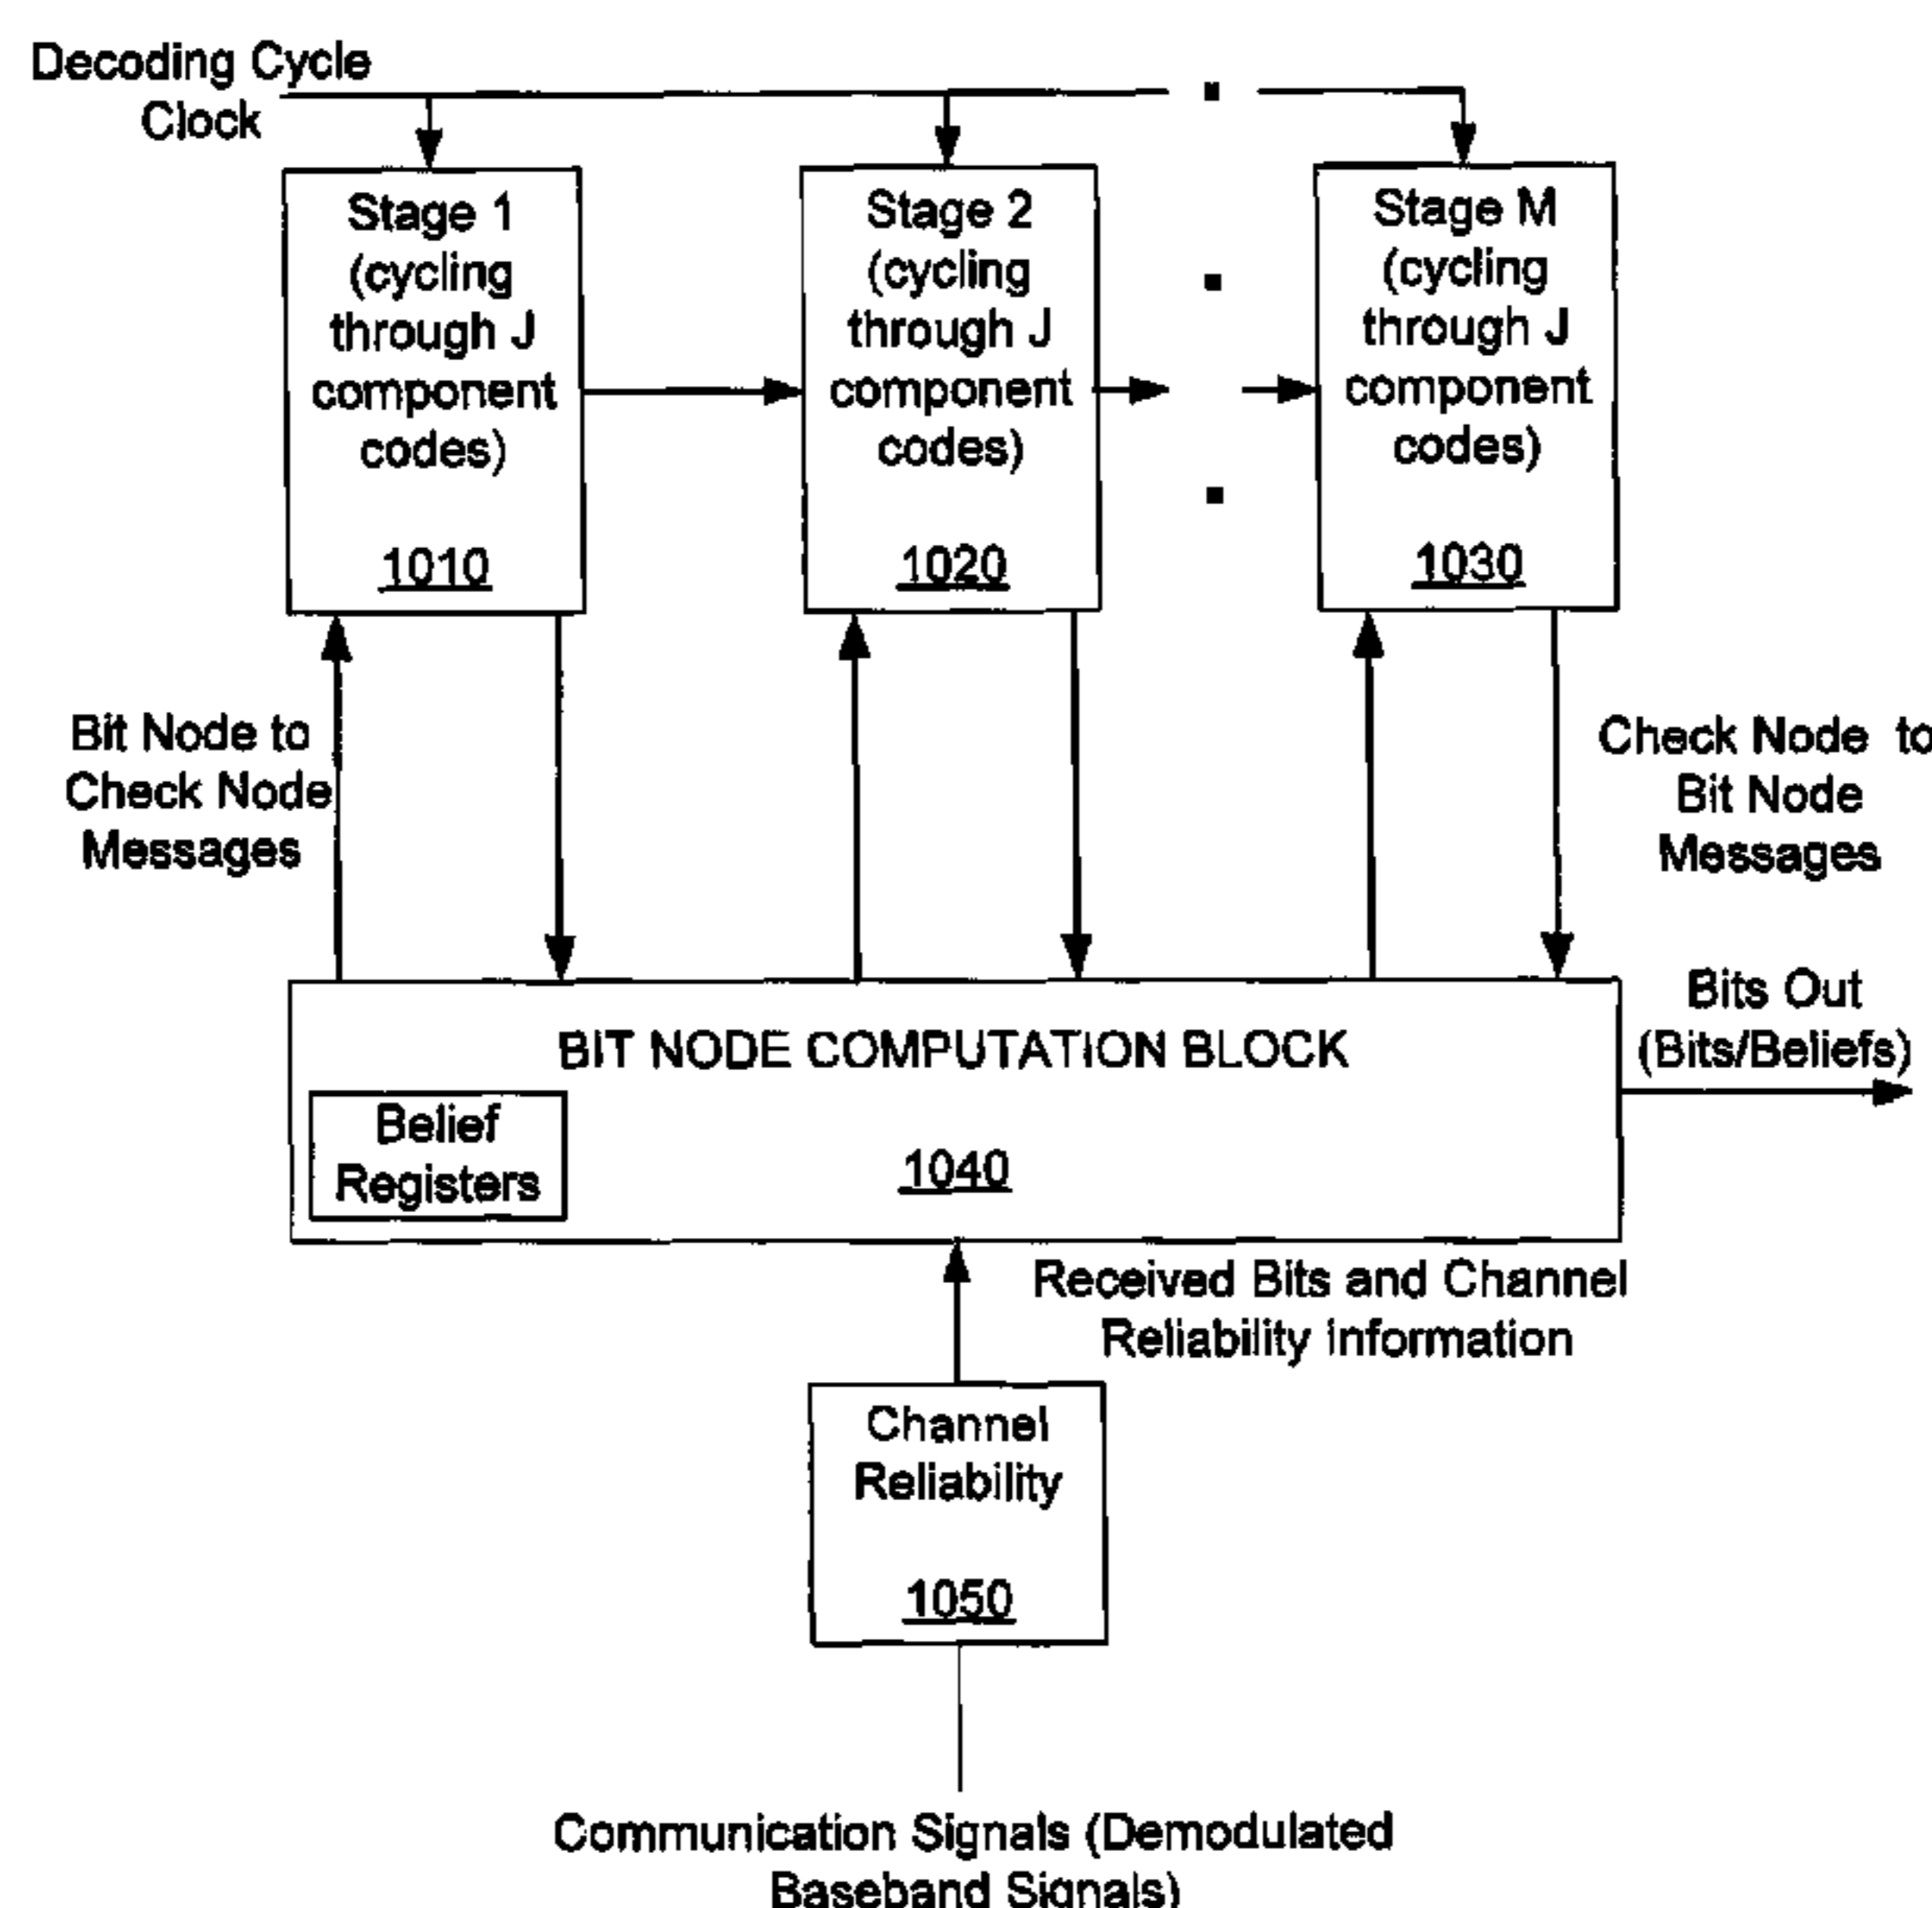 Decoding Cycle
Clock
Stage 1
(cycling
through J
component
codes)
1010
Stage 2
(cycling
through J
component
codes)
1020
Stage M
(cycling
through J
component
codes)
1030
Bit Node to
Check Node
Messages
Check Node to
Bit Node
Messages
Bits Out
(Bits/Beliefs)
BIT NODE COMPUTATION BLOCK
Belief
Registers
1040
Received Bits and Channel
Reliability Information
Channel
Reliability
1050
Communication Signals (Demodulated
Baseband Signals)